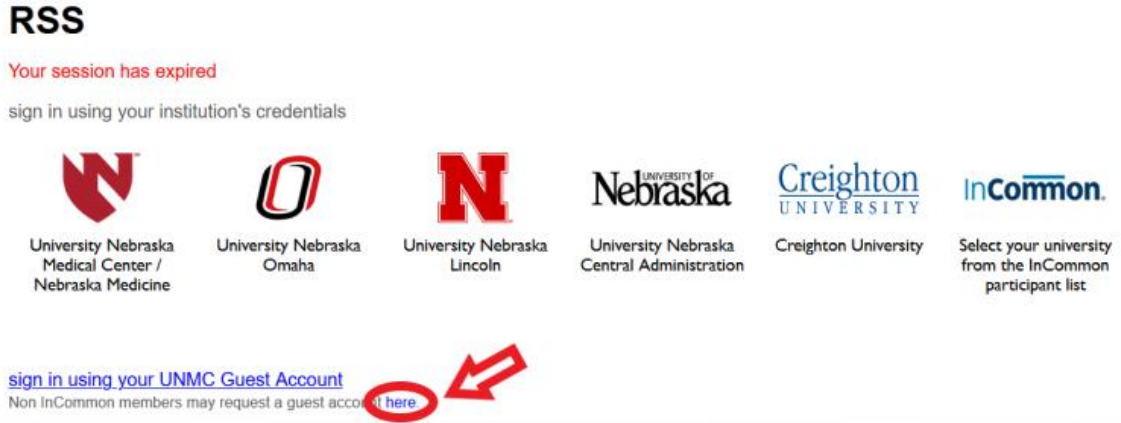 RSS
Your session has expired
sign in using your institution's credentials
N
O
N
UNIVERSITY OF
Nebraska
Creighton
UNIVERSITY
InCommon.
University Nebraska
Medical Center /
Nebraska Medicine
University Nebraska
Omaha
University Nebraska
Lincoln
University Nebraska
Central Administration
Creighton University
Select your university
from the InCommon
participant list
sign in using your UNMC Guest Account
Non InCommon members may request a guest account here.